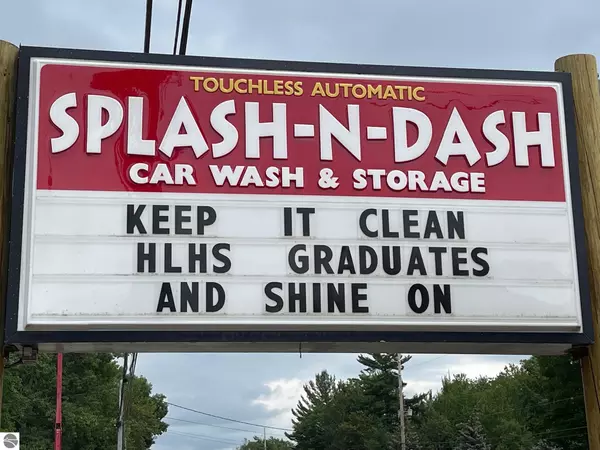 TOUCHLESS AUTOMATIC
SPLASH-N-DASH
CAR WASH & STORAGE
KEEP IT CLEAN
HLHS GRADUATES
AND SHINE ON